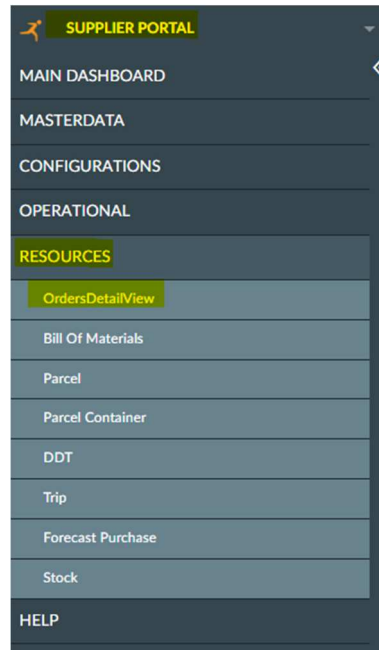 SUPPLIER PORTAL
MAIN DASHBOARD
MASTERDATA
CONFIGURATIONS
OPERATIONAL
RESOURCES
OrdersDetailView
Bill Of Materials
Parcel
Parcel Container
DDT
Trip
Forecast Purchase
Stock
HELP